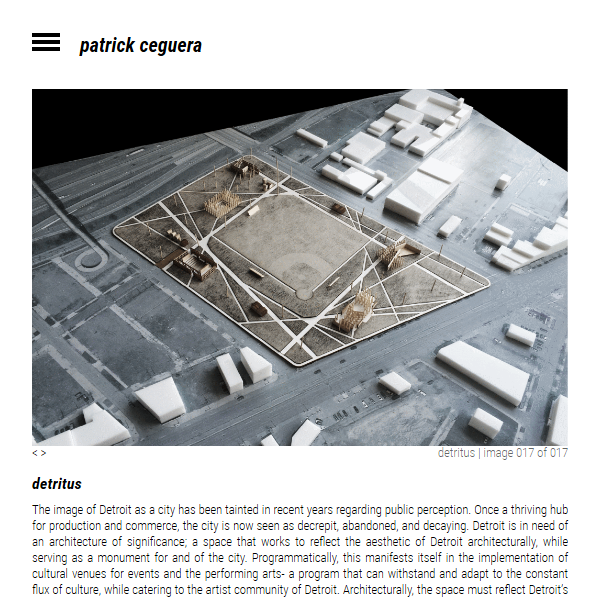 patrick ceguera
< >
detritus | image 017 of 017
detritus
The image of Detroit as a city has been tainted in recent years regarding public perception. Once a thriving hub
for production and commerce, the city is now seen as decrepit, abandoned, and decaying. Detroit is in need of
an architecture of significance; a space that works to reflect the aesthetic of Detroit architecturally, while
serving as a monument for and of the city. Programmatically, this manifests itself in the implementation of
cultural venues for events and the performing arts- a program that can withstand and adapt to the constant
flux of culture, while catering to the artist community of Detroit. Architecturally, the space must reflect Detroit's